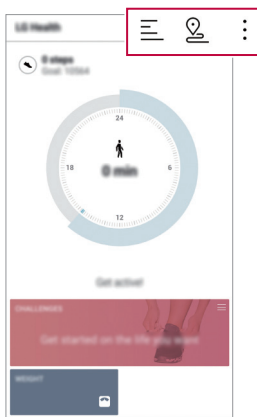 LG Health
0 steps
Goal: 10564
24
18
6
0 min
12
Get active!
CHALLENGES
Get started on the life you want
WEIGHT